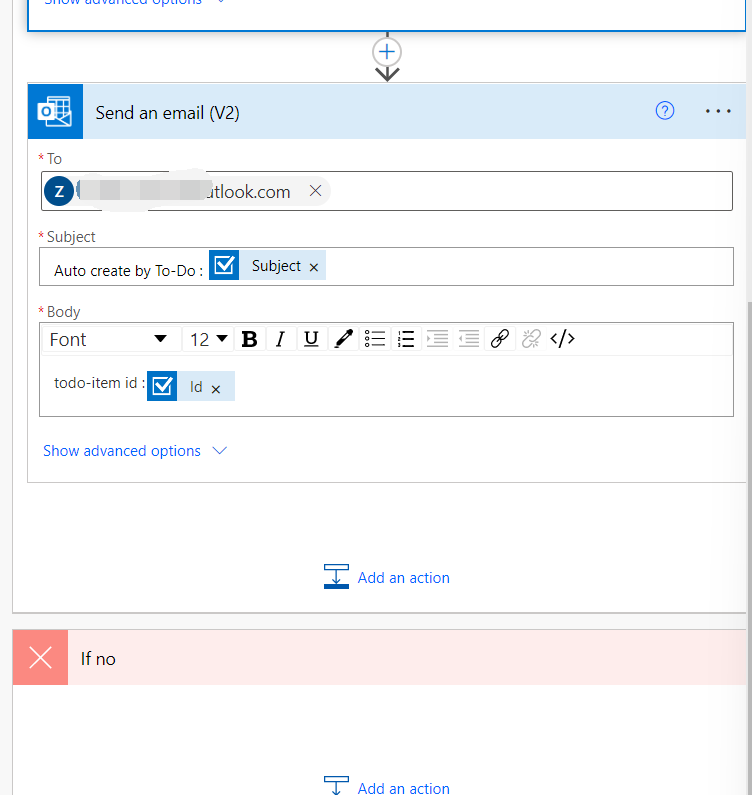 Show advanced options
Send an email (V2)
* To
Z
utlook.com
* Subject
Auto create by To-Do : Subject
* Body
Font 12 B I U </>
todo-item id : Id
Show advanced options
Add an action
If no
Add an action